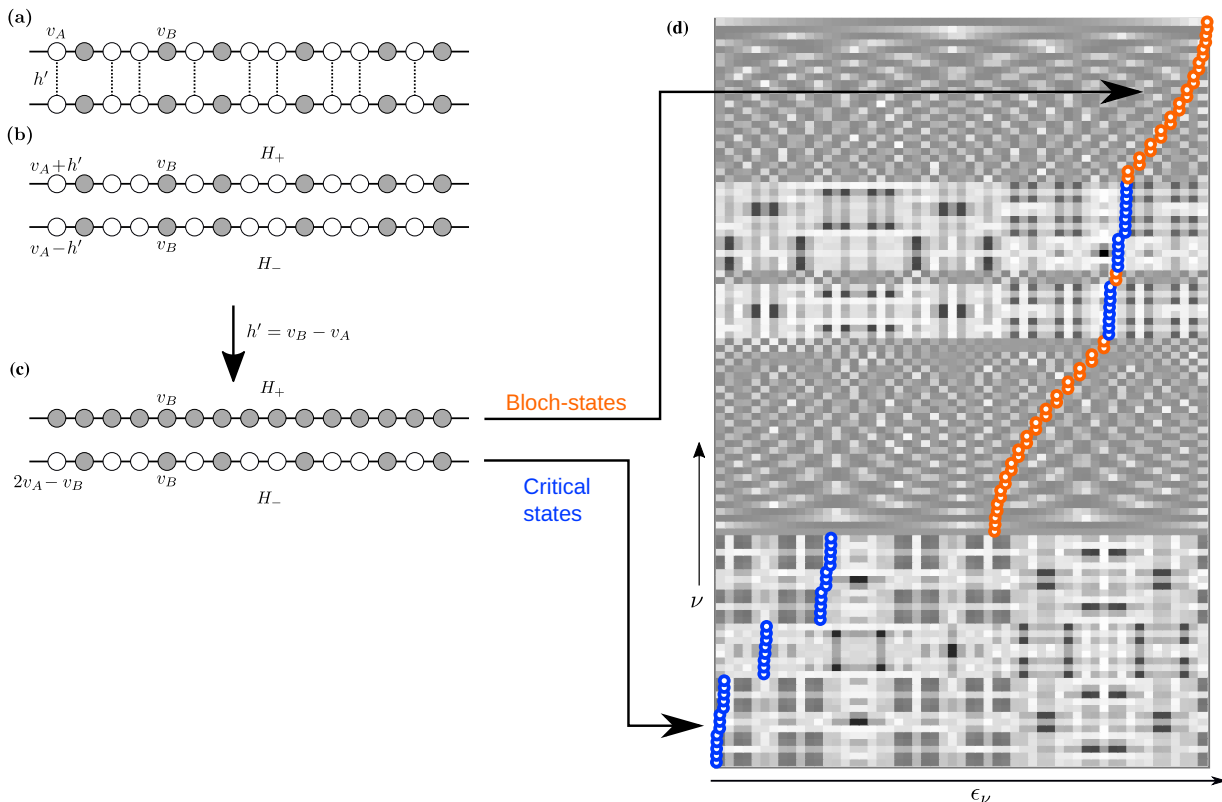 (a)
v_A
v_B
h′
(b)
v_A+h′
v_B
H_+
v_A−h′
v_B
H_−
h′ = v_B − v_A
(c)
v_B
H_+
2v_A−v_B
v_B
H_−
Bloch-states
Critical
states
(d)
ν
ϵ_ν